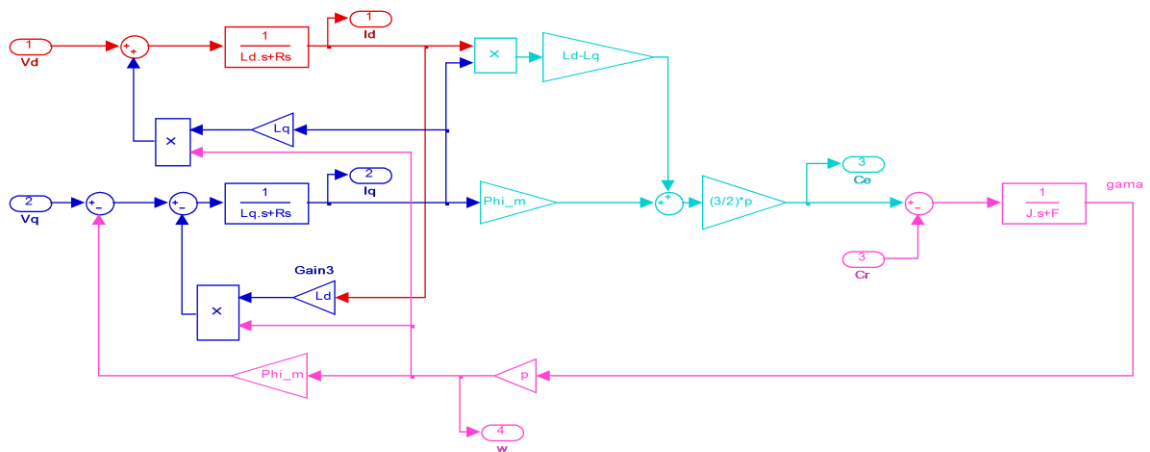 1
Id
1
Vd
+
+
1
Ld.s+Rs
×
Ld-Lq
Lq
×
2
Vq
+
-
+
-
1
Lq.s+Rs
2
Iq
Phi_m
+
+
(3/2)*p
3
Ce
+
-
gama
1
J.s+F
3
Cr
Gain3
Ld
×
Phi_m
p
4
w